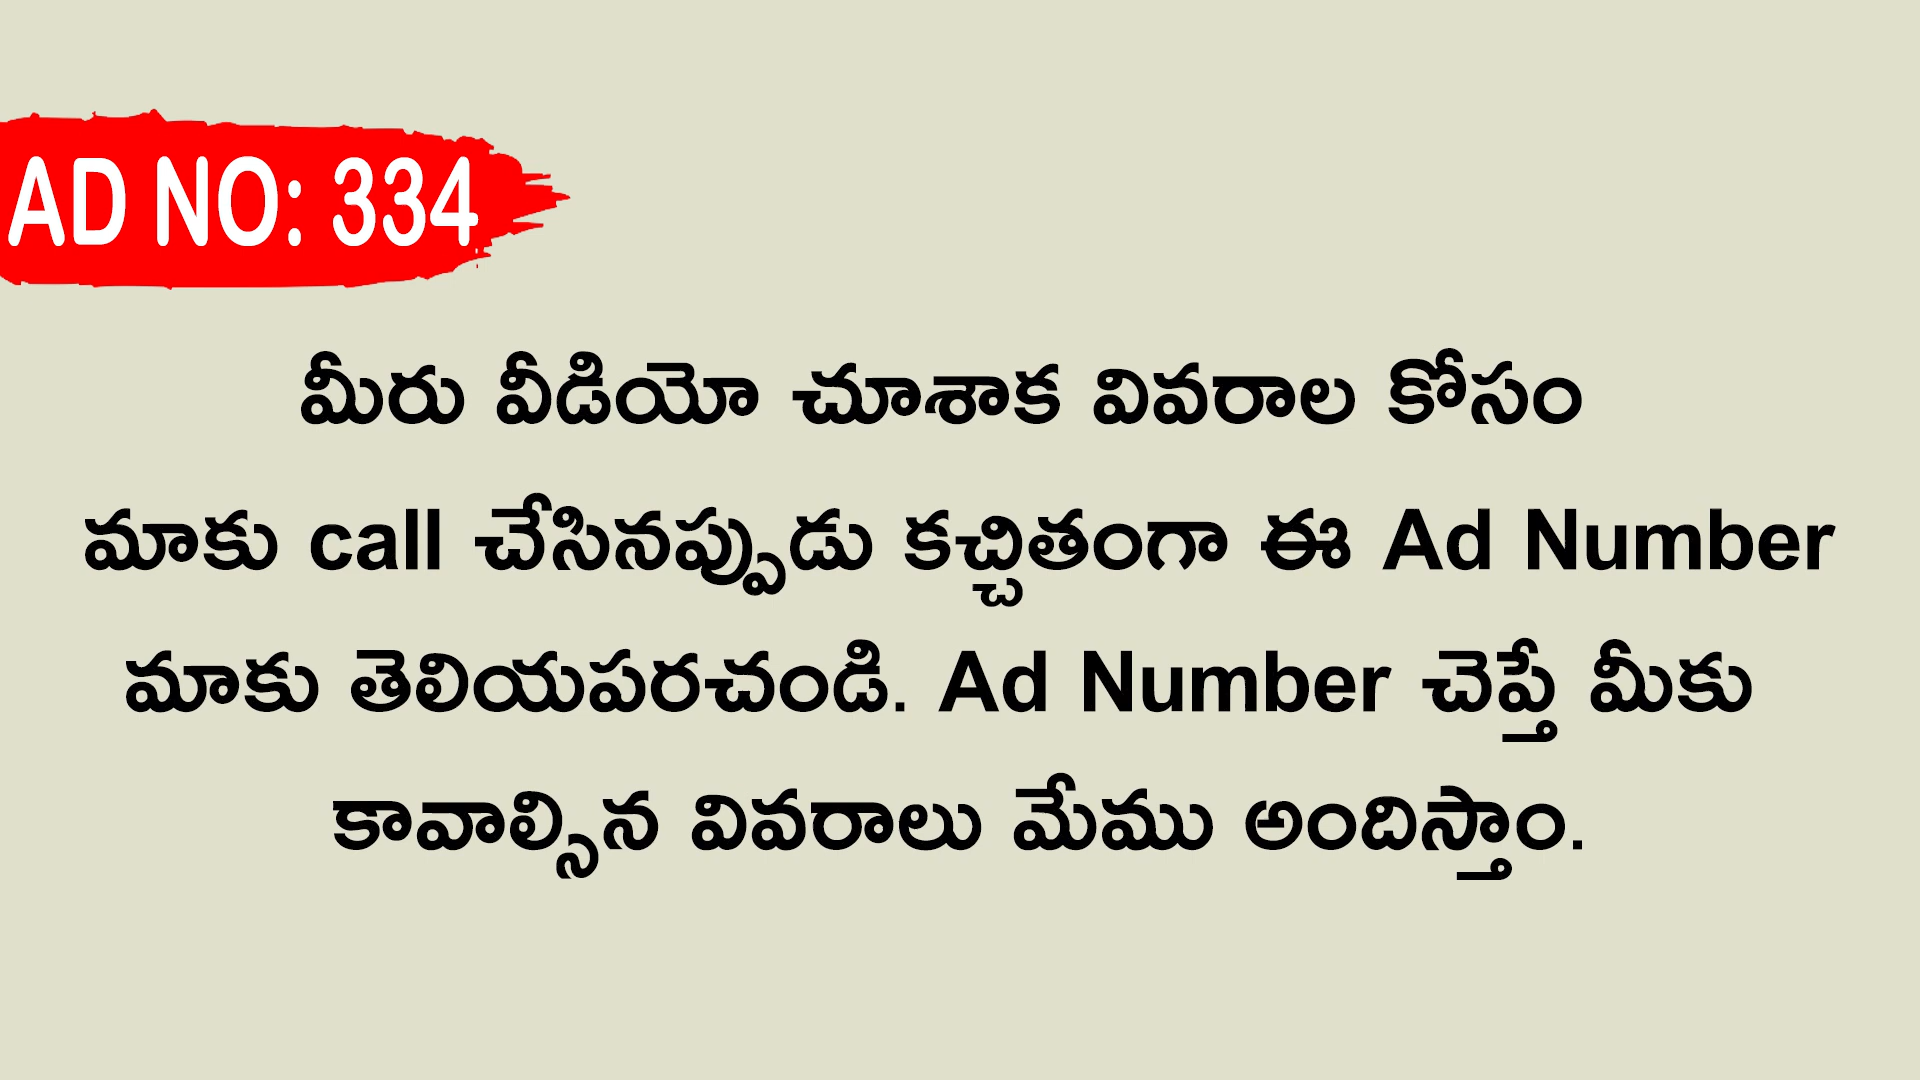 AD NO: 334
మీరు వీడియో చూశాక వివరాల కోసం
మాకు call చేసినప్పుడు కచ్చితంగా ఈ Ad Number
మాకు తెలియపరచండి. Ad Number చెప్తే మీకు
కావాల్సిన వివరాలు మేము అందిస్తాం.